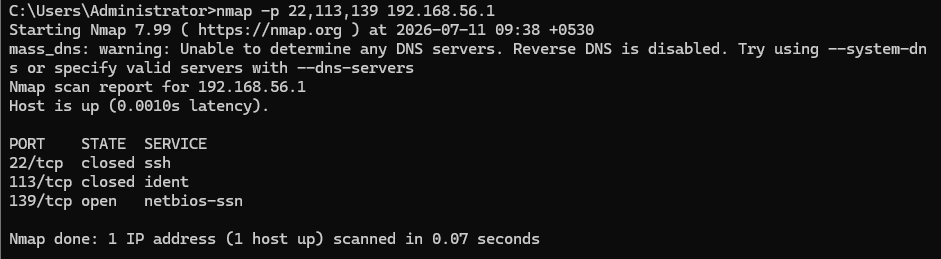 C:\Users\Administrator>nmap -p 22,113,139 192.168.56.1
Starting Nmap 7.99 ( https://nmap.org ) at 2026-07-11 09:38 +0530
mass_dns: warning: Unable to determine any DNS servers. Reverse DNS is disabled. Try using --system-dn
s or specify valid servers with --dns-servers
Nmap scan report for 192.168.56.1
Host is up (0.0010s latency).

PORT    STATE  SERVICE
22/tcp  closed ssh
113/tcp closed ident
139/tcp open   netbios-ssn

Nmap done: 1 IP address (1 host up) scanned in 0.07 seconds